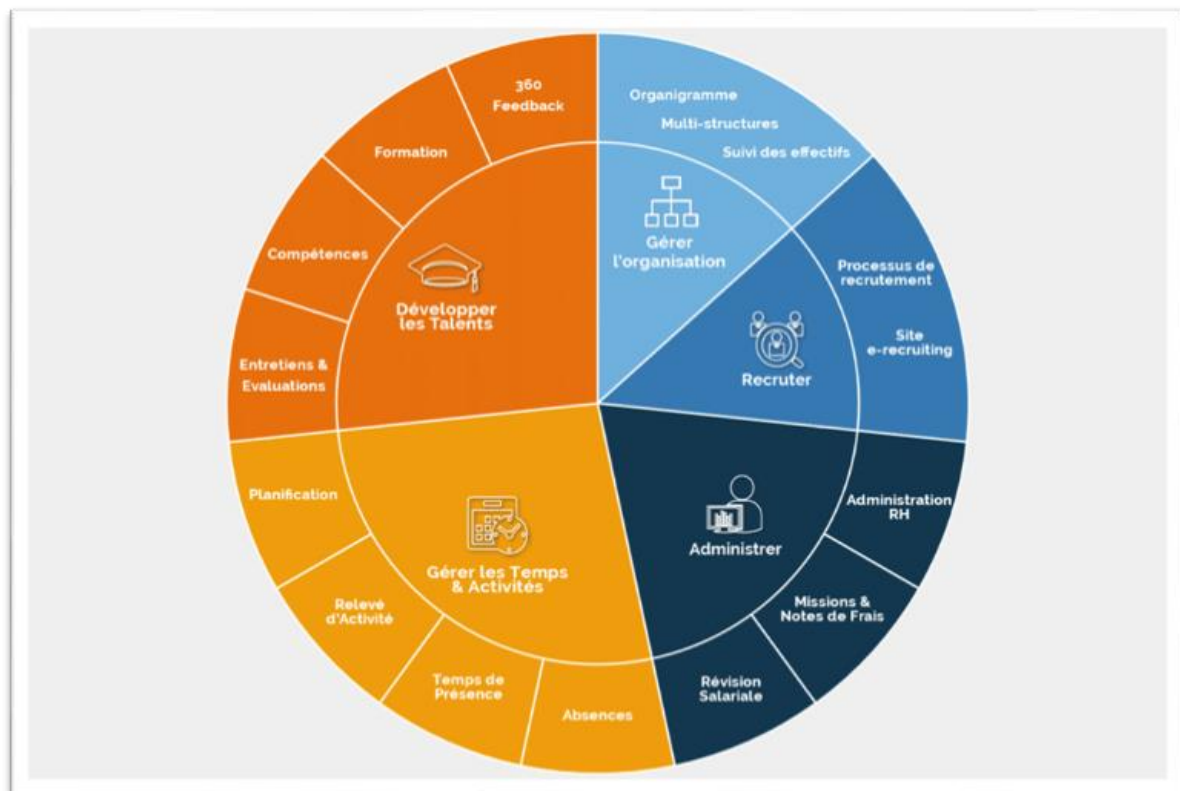 360
Feedback
Formation
Compétences
Entretiens &
Evaluations
Développer
les Talents
Organigramme
Multi-structures
Suivi des effectifs
Gérer
l'organisation
Processus de
recrutement
Site
e-recruiting
Recruter
Administration
RH
Missions &
Notes de Frais
Révision
Salariale
Administrer
Planification
Relevé
d'Activité
Temps de
Présence
Absences
Gérer les Temps
& Activités